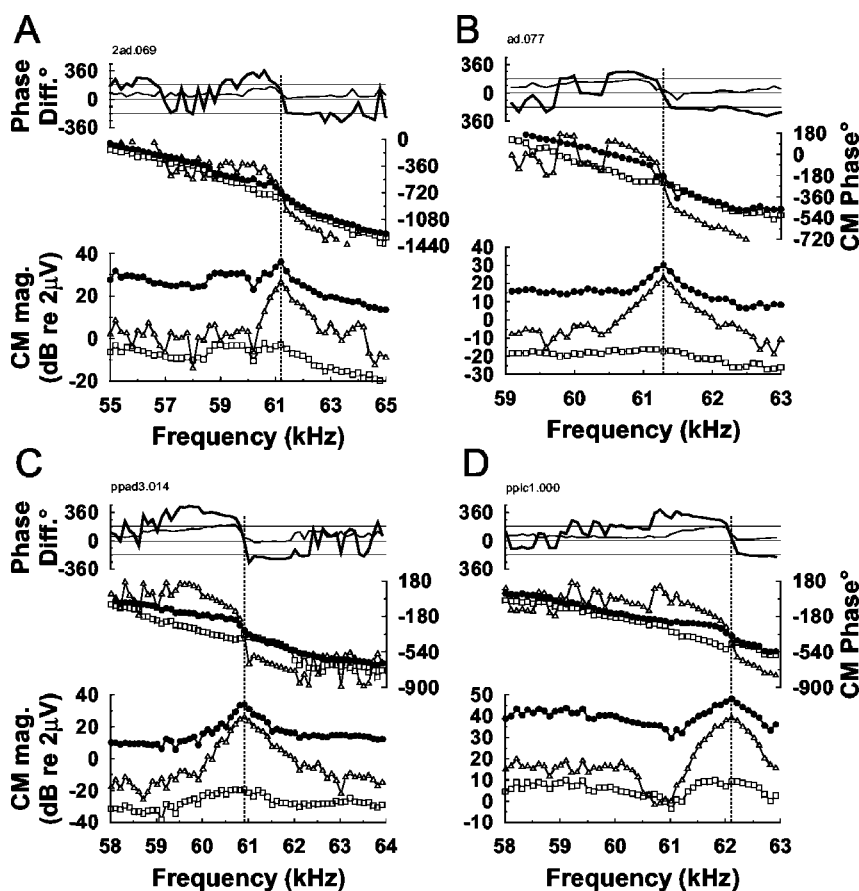 A
2ad.069
Phase
Diff.°
360
0
-360
0
-360
-720
-1080
-1440
CM mag.
(dB re 2µV)
40
20
0
-20
55 57 59 61 63 65
Frequency (kHz)
B
ad.077
360
0
360
180
0
-180
-360
-540
-720
CM Phase°
40
30
20
10
0
-10
-20
-30
59 60 61 62 63
Frequency (kHz)
C
ppad3.014
Phase
Diff.°
360
0
-360
180
-180
-540
-900
CM mag.
(dB re 2µV)
40
20
0
-20
-40
58 59 60 61 62 63 64
Frequency (kHz)
D
pplc1.000
360
0
360
180
-180
-540
-900
CM Phase°
50
40
30
20
10
0
-10
58 59 60 61 62 63
Frequency (kHz)